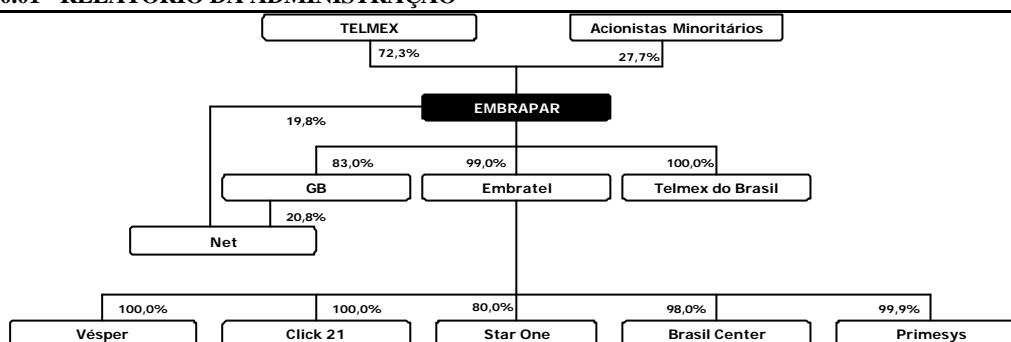 RELATÓRIO DA ADMINISTRAÇÃO
TELMEX
Acionistas Minoritários
72,3%
27,7%
EMBRAPAR
19,8%
83,0%
99,0%
100,0%
GB
Embratel
Telmex do Brasil
20,8%
Net
100,0%
100,0%
80,0%
98,0%
99,9%
Vésper
Click 21
Star One
Brasil Center
Primesys